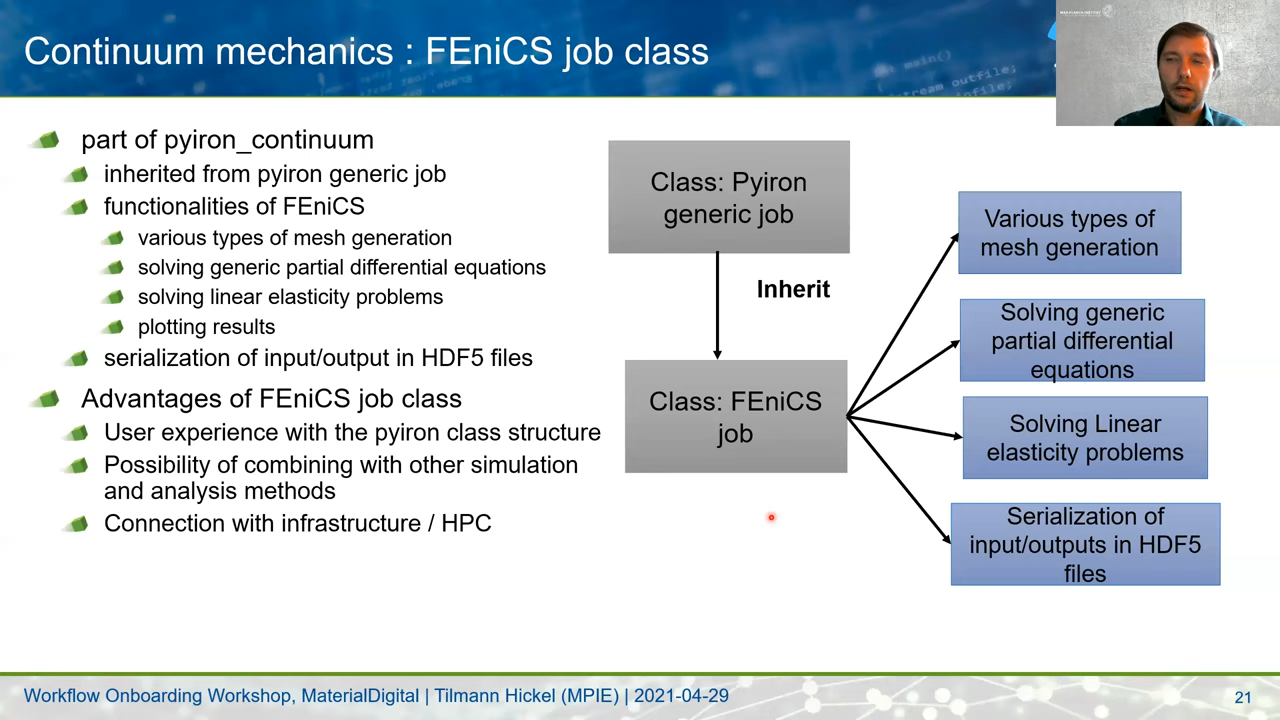 Continuum mechanics : FEniCS job class
part of pyiron_continuum
inherited from pyiron generic job
functionalities of FEniCS
various types of mesh generation
solving generic partial differential equations
solving linear elasticity problems
plotting results
serialization of input/output in HDF5 files
Advantages of FEniCS job class
User experience with the pyiron class structure
Possibility of combining with other simulation
and analysis methods
Connection with infrastructure / HPC
Class: Pyiron
generic job
Inherit
Class: FEniCS
job
Various types of
mesh generation
Solving generic
partial differential
equations
Solving Linear
elasticity problems
Serialization of
input/outputs in HDF5
files
Workflow Onboarding Workshop, MaterialDigital | Tilmann Hickel (MPIE) | 2021-04-29
21